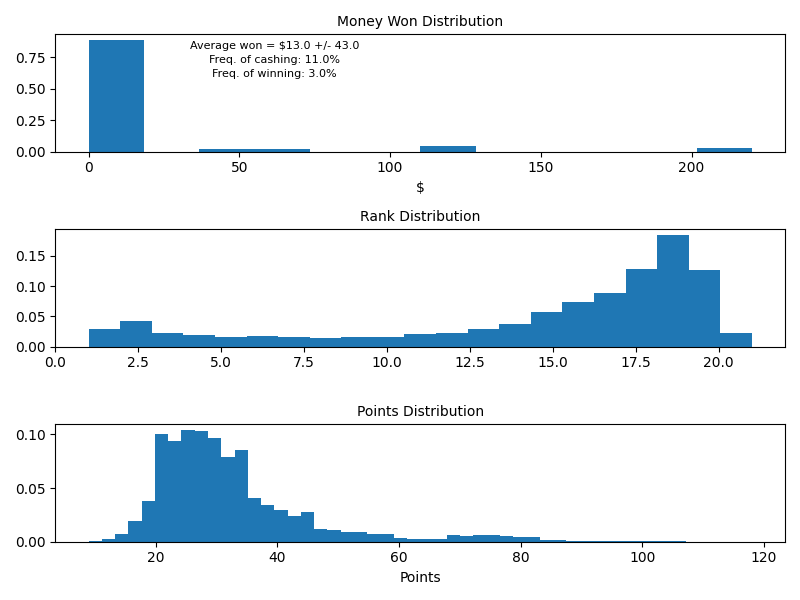 Money Won Distribution
Average won = $13.0 +/- 43.0
Freq. of cashing: 11.0%
Freq. of winning: 3.0%
0.75
0.50
0.25
0.00
0 50 100 150 200
$
Rank Distribution
0.15
0.10
0.05
0.00
0.0 2.5 5.0 7.5 10.0 12.5 15.0 17.5 20.0
Points Distribution
0.10
0.05
0.00
20 40 60 80 100 120
Points